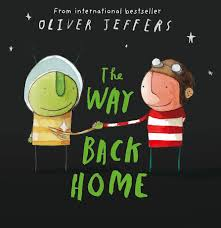 From international bestseller
OLIVER JEFFERS
The
WAY
BACK
HOME